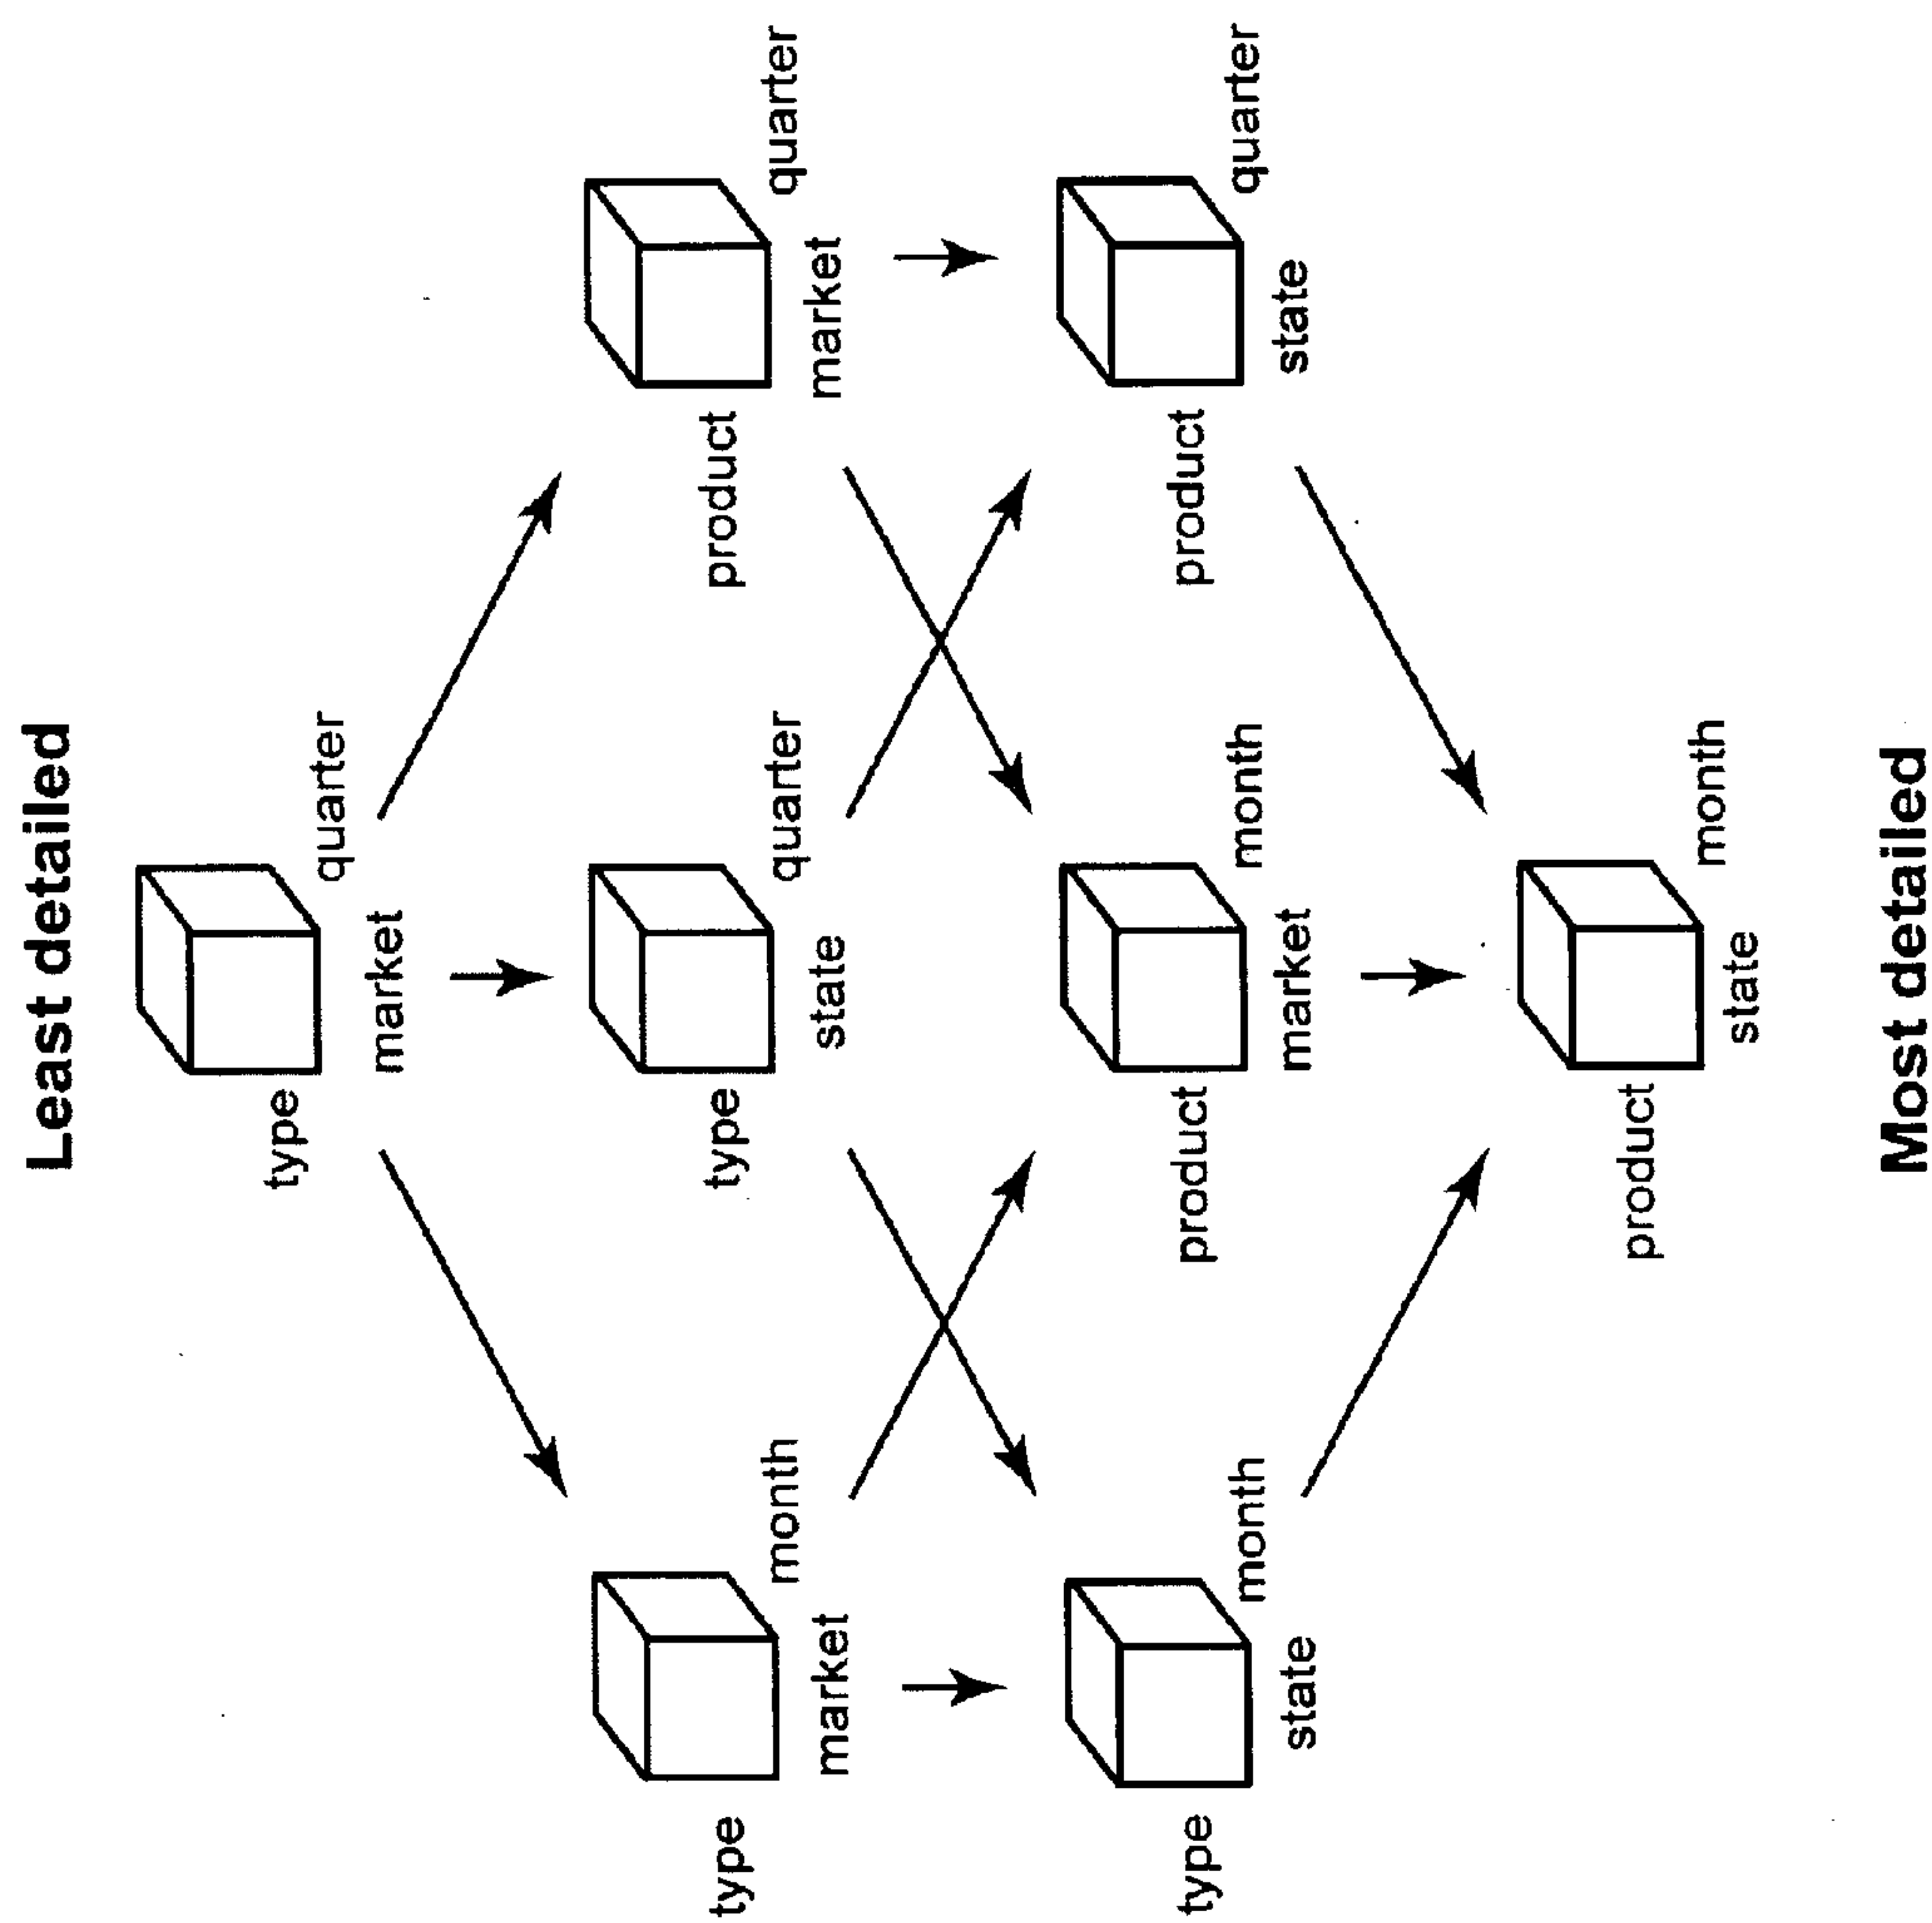 Least detailed
type
quarter
market
type
month
market
type
quarter
state
product
quarter
market
type
month
state
product
month
market
product
quarter
state
product
month
state
Most detailed